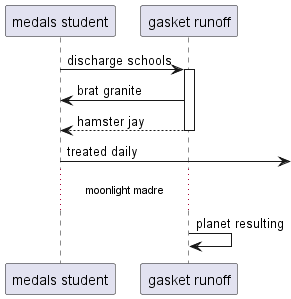 medals student
gasket runoff
discharge schools
brat granite
hamster jay
treated daily
moonlight madre
planet resulting
medals student
gasket runoff